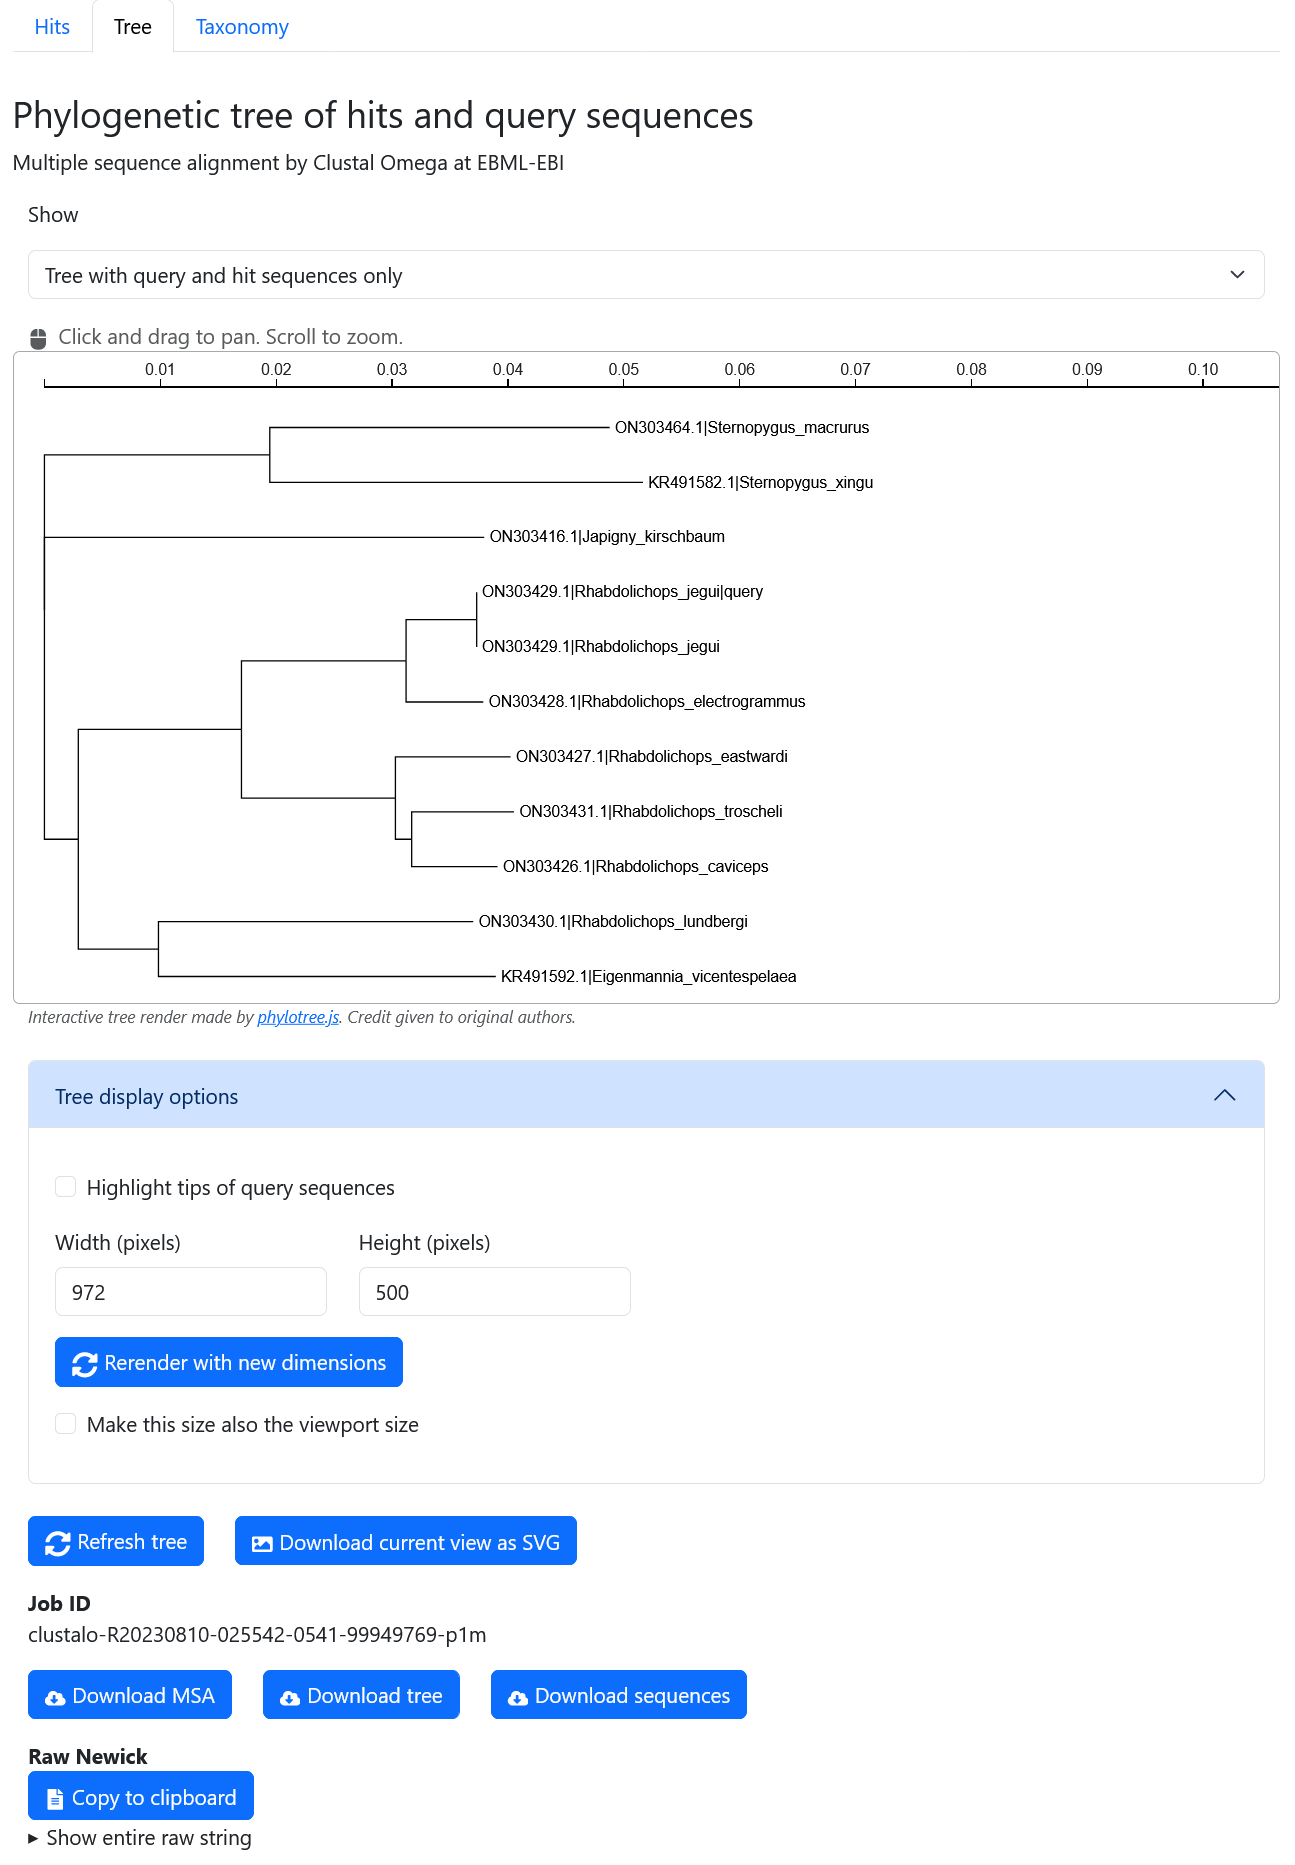 Hits Tree Taxonomy
Phylogenetic tree of hits and query sequences
Multiple sequence alignment by Clustal Omega at EBML-EBI
Show
Tree with query and hit sequences only
Click and drag to pan. Scroll to zoom.
0.01 0.02 0.03 0.04 0.05 0.06 0.07 0.08 0.09 0.10
ON303464.1|Sternopygus_macrurus
KR491582.1|Sternopygus_xingu
ON303416.1|Japigny_kirschbaum
ON303429.1|Rhabdolichops_jegui|query
ON303429.1|Rhabdolichops_jegui
ON303428.1|Rhabdolichops_electrogrammus
ON303427.1|Rhabdolichops_eastwardi
ON303431.1|Rhabdolichops_troscheli
ON303426.1|Rhabdolichops_caviceps
ON303430.1|Rhabdolichops_lundbergi
KR491592.1|Eigenmannia_vicentespelaea
Interactive tree render made by phylotree.js. Credit given to original authors.
Tree display options
Highlight tips of query sequences
Width (pixels) Height (pixels)
972 500
Rerender with new dimensions
Make this size also the viewport size
Refresh tree Download current view as SVG
Job ID
clustalo-R20230810-025542-0541-99949769-p1m
Download MSA Download tree Download sequences
Raw Newick
Copy to clipboard
Show entire raw string